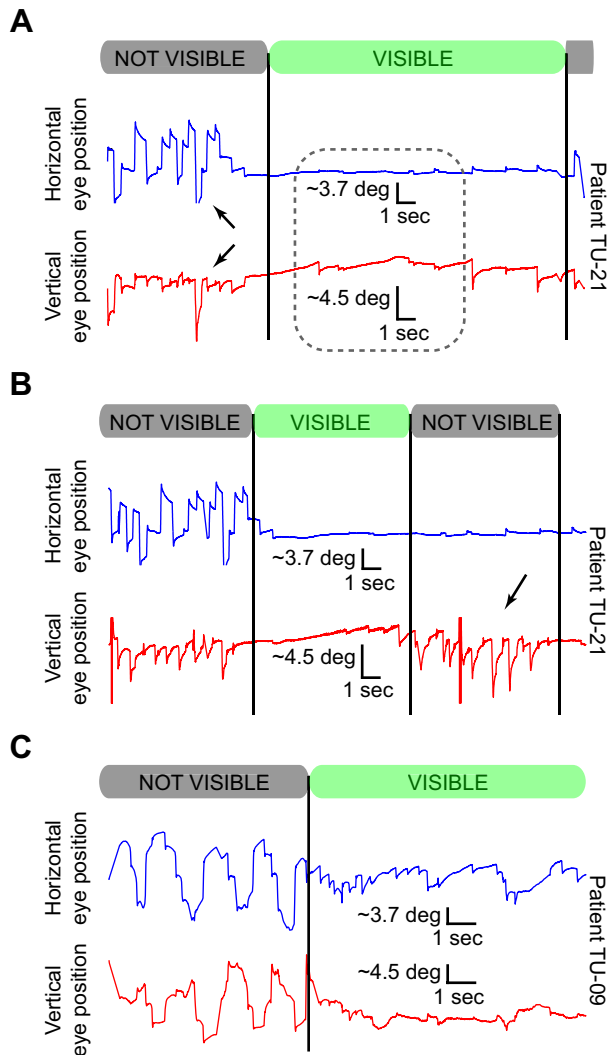 A
NOT VISIBLE
VISIBLE
Horizontal
eye position
~3.7 deg
1 sec
Vertical
eye position
~4.5 deg
1 sec
Patient TU-21
B
NOT VISIBLE
VISIBLE
NOT VISIBLE
Horizontal
eye position
~3.7 deg
1 sec
Vertical
eye position
~4.5 deg
1 sec
Patient TU-21
C
NOT VISIBLE
VISIBLE
Horizontal
eye position
~3.7 deg
1 sec
Vertical
eye position
~4.5 deg
1 sec
Patient TU-09